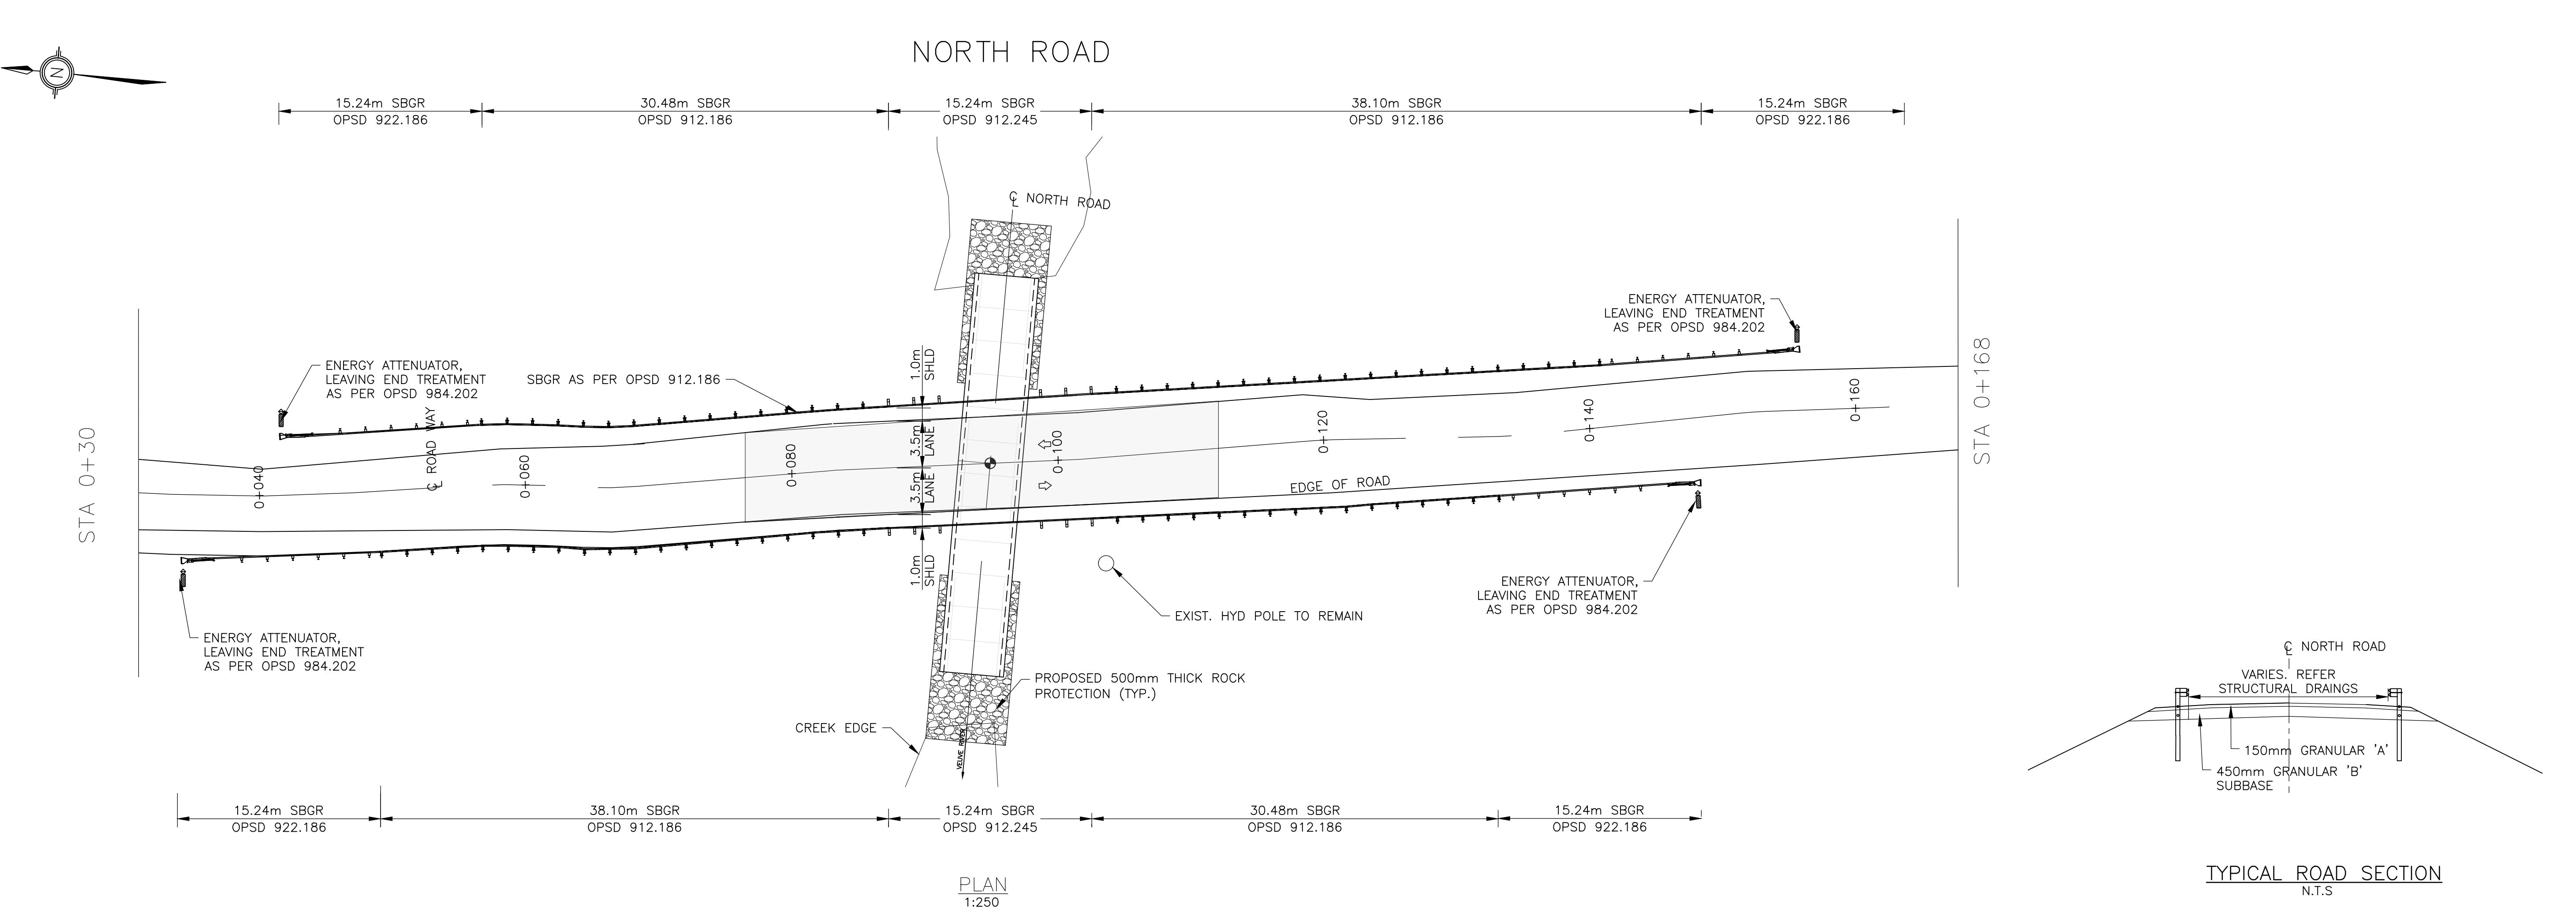 NORTH ROAD
N
15.24m SBGR
OPSD 922.186
30.48m SBGR
OPSD 912.186
15.24m SBGR
OPSD 912.245
38.10m SBGR
OPSD 912.186
15.24m SBGR
OPSD 922.186
℄ NORTH ROAD
ENERGY ATTENUATOR,
LEAVING END TREATMENT
AS PER OPSD 984.202
SBGR AS PER OPSD 912.186
1.0m
SHLD
ENERGY ATTENUATOR,
LEAVING END TREATMENT
AS PER OPSD 984.202
STA 0+30
0+040
℄ ROAD WAY
0+060
0+080
3.5m
LANE
3.5m
LANE
0+100
0+120
0+140
0+160
STA 0+168
EDGE OF ROAD
1.0m
SHLD
EXIST. HYD POLE TO REMAIN
ENERGY ATTENUATOR,
LEAVING END TREATMENT
AS PER OPSD 984.202
ENERGY ATTENUATOR,
LEAVING END TREATMENT
AS PER OPSD 984.202
PROPOSED 500mm THICK ROCK
PROTECTION (TYP.)
CREEK EDGE
VEUVE RIVER
15.24m SBGR
OPSD 922.186
38.10m SBGR
OPSD 912.186
15.24m SBGR
OPSD 912.245
30.48m SBGR
OPSD 912.186
15.24m SBGR
OPSD 922.186
PLAN
1:250
℄ NORTH ROAD
VARIES. REFER
STRUCTURAL DRAINGS
150mm GRANULAR 'A'
450mm GRANULAR 'B'
SUBBASE
TYPICAL ROAD SECTION
N.T.S